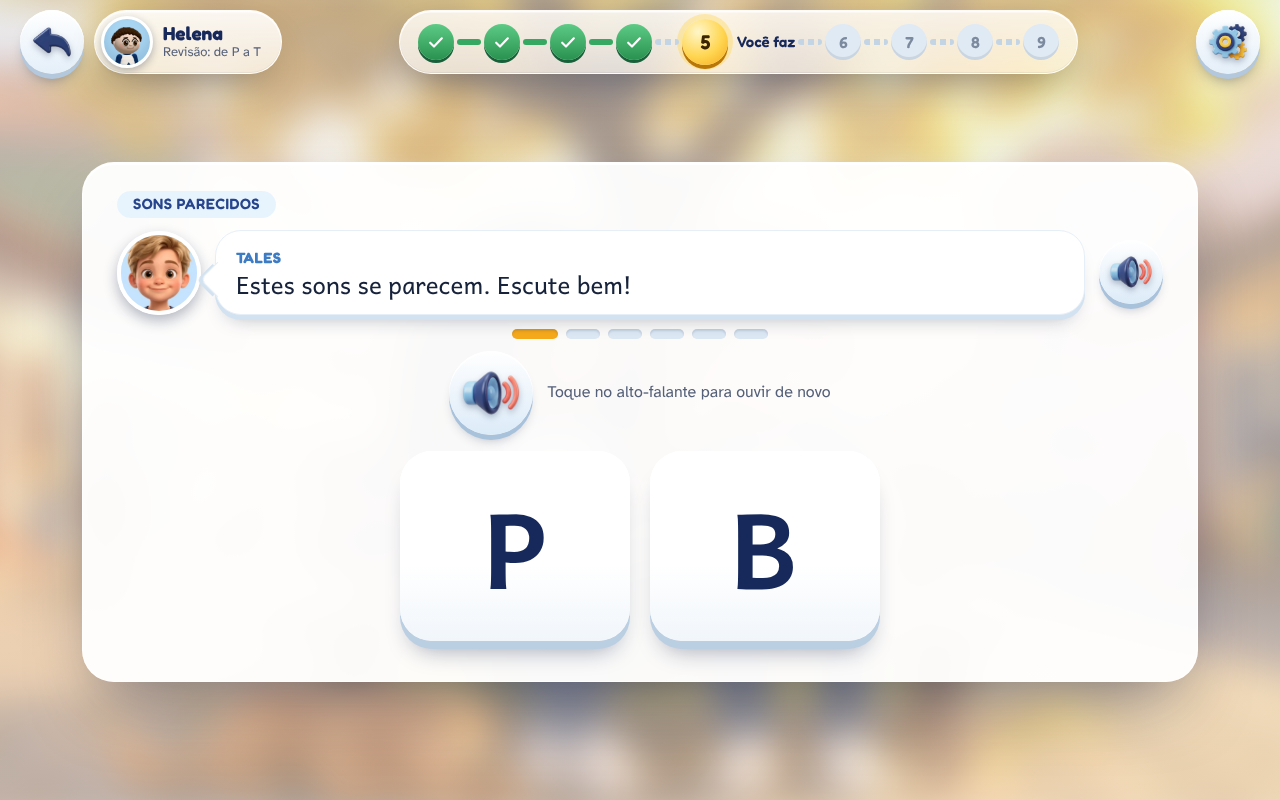 Helena
Revisão: de P a T
5 Você faz 6 7 8 9
SONS PARECIDOS
TALES
Estes sons se parecem. Escute bem!
Toque no alto-falante para ouvir de novo
P B